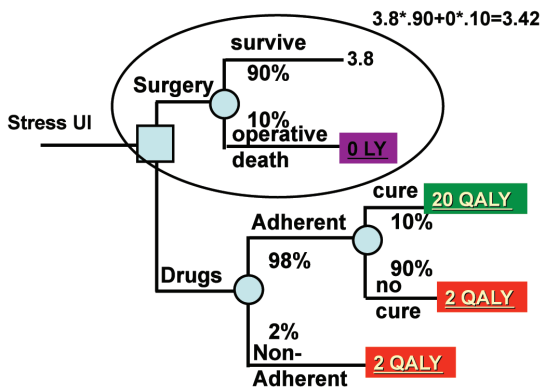 3.8*.90+0*.10=3.42
survive
3.8
Surgery
90%
Stress UI
10%
operative
death
0 LY
cure
20 QALY
Adherent
10%
98%
Drugs
90%
no
cure
2 QALY
2%
Non-
Adherent
2 QALY